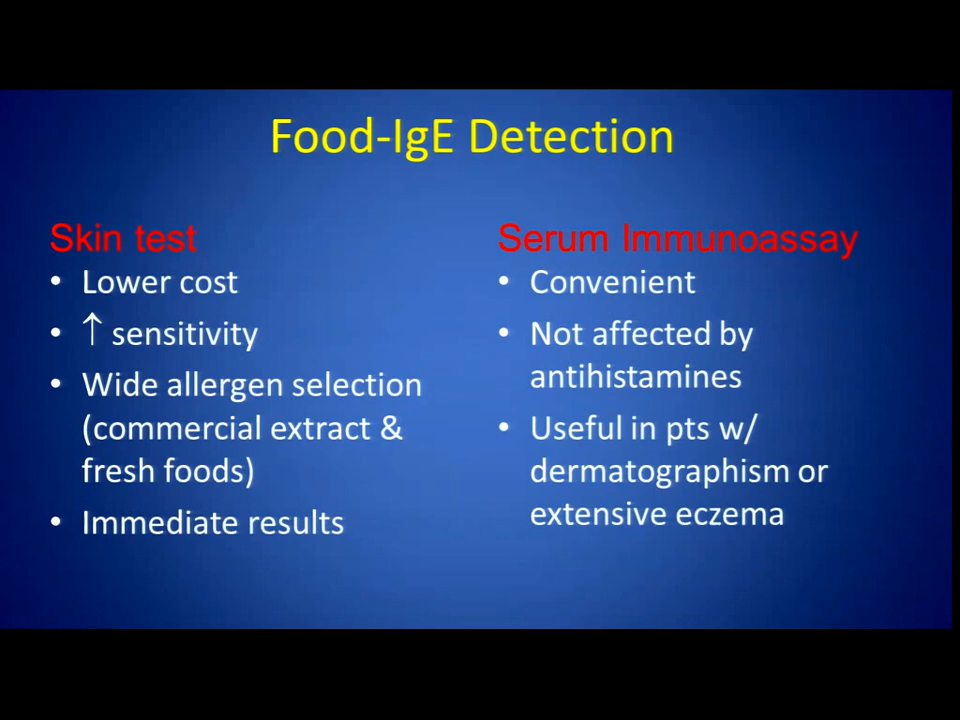 Food-IgE Detection
Skin test
• Lower cost
• ↑ sensitivity
• Wide allergen selection
(commercial extract &
fresh foods)
• Immediate results
Serum Immunoassay
• Convenient
• Not affected by
antihistamines
• Useful in pts w/
dermatographism or
extensive eczema